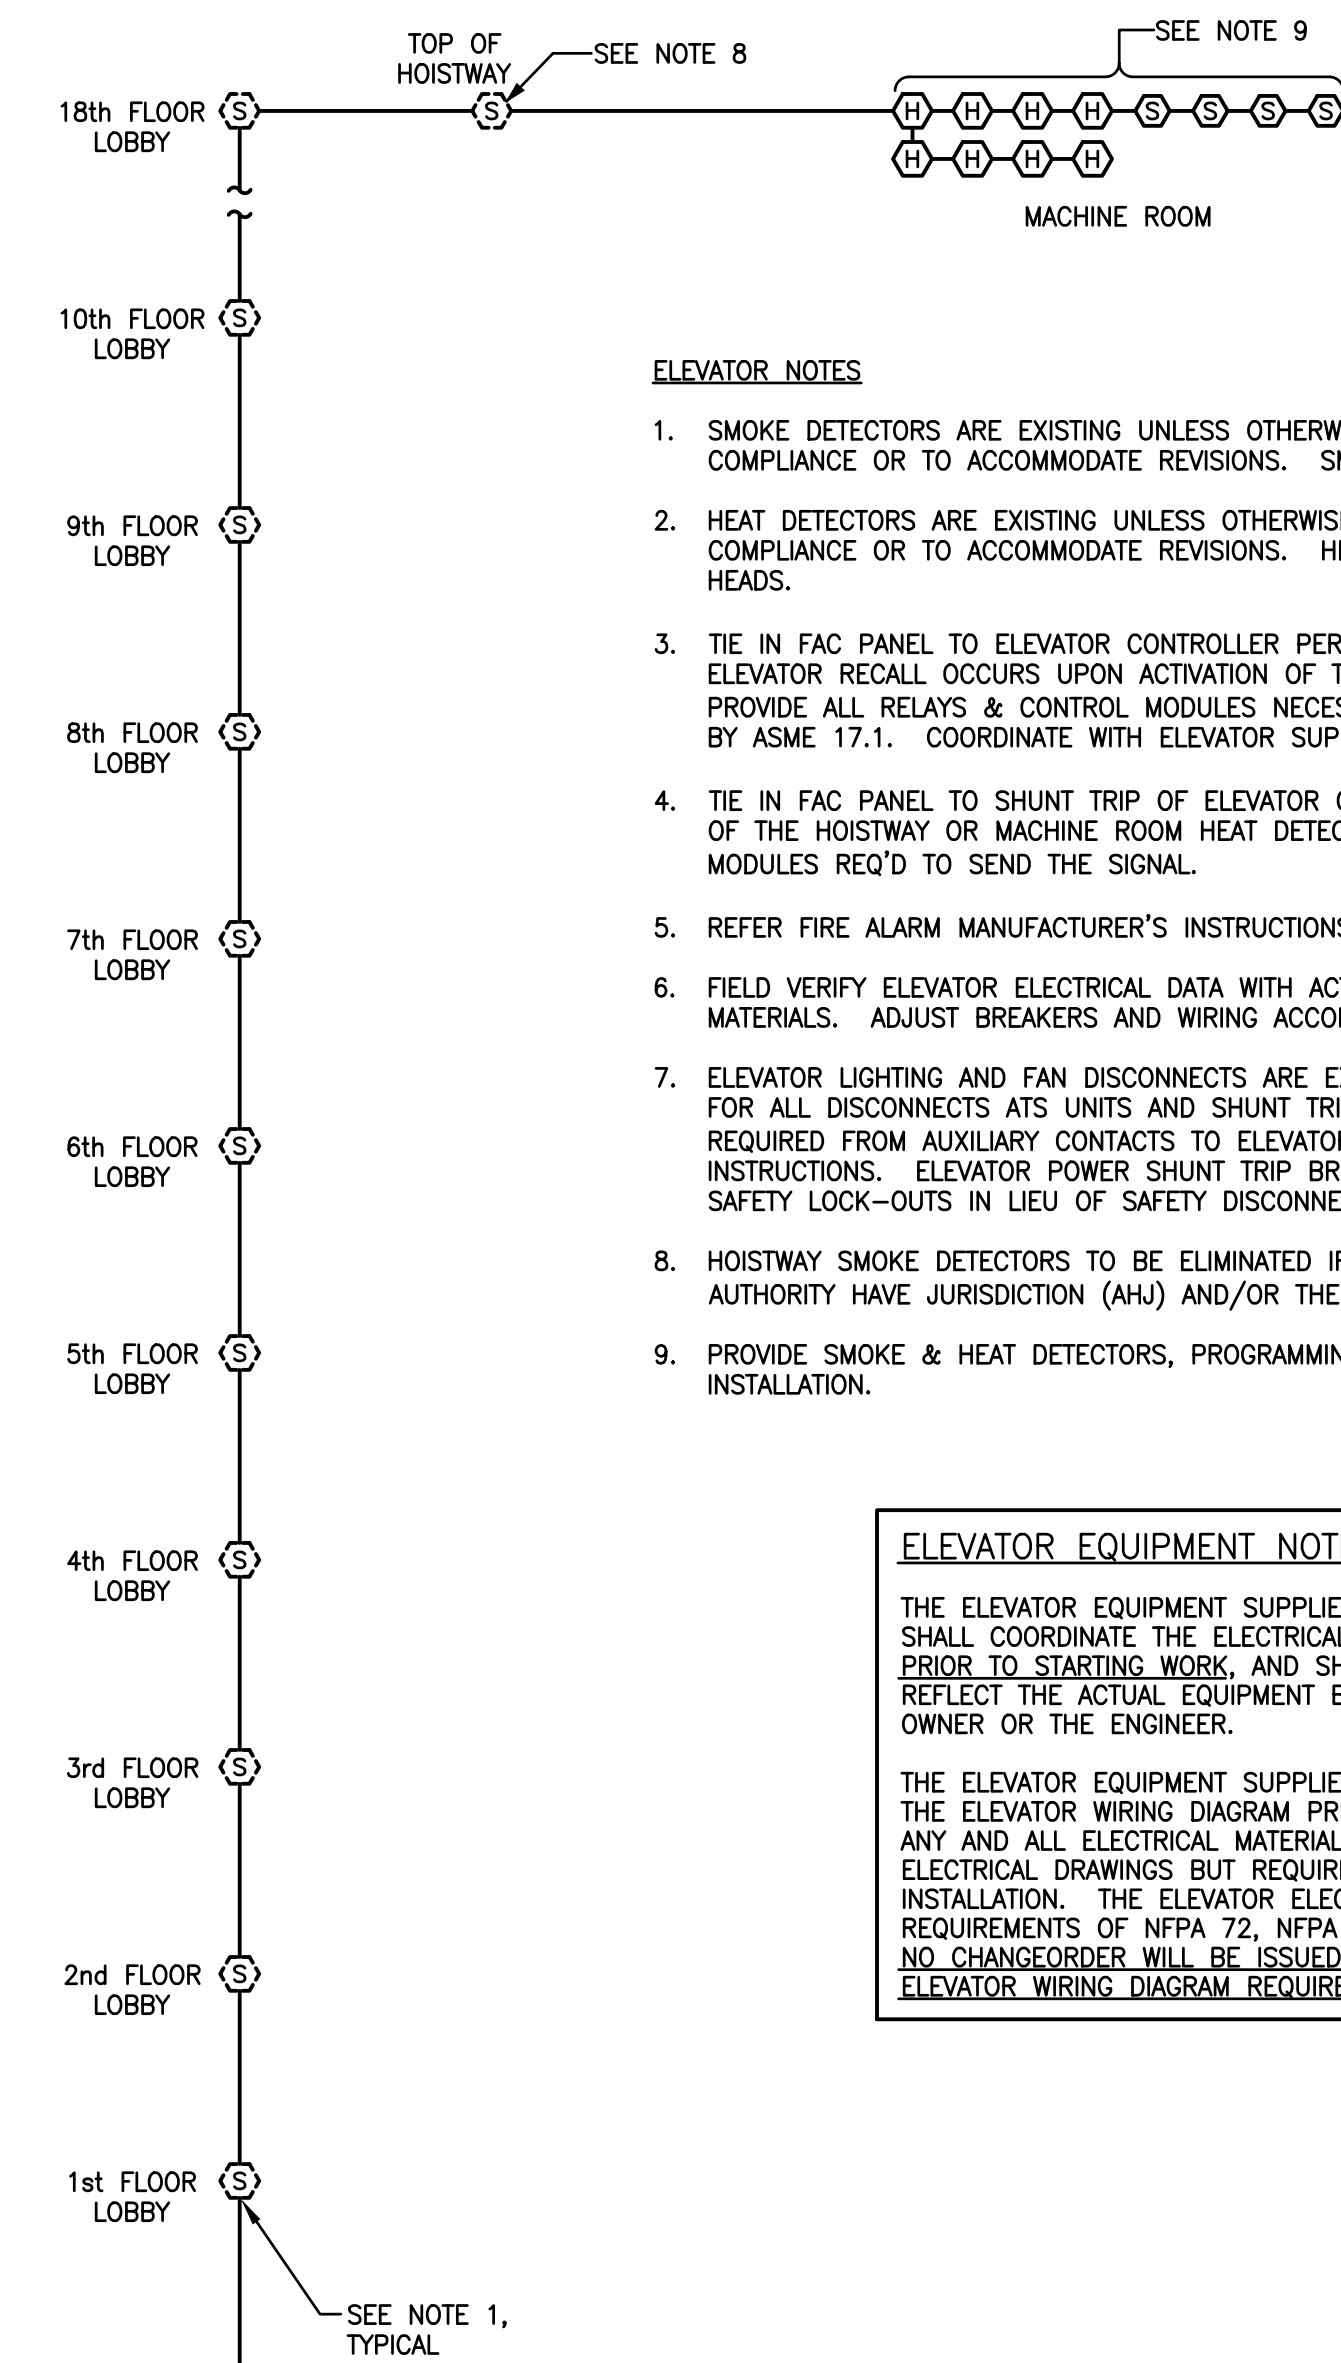 TOP OF
HOISTWAY
SEE NOTE 8
SEE NOTE 9
18th FLOOR
LOBBY
S
S
H H H H S S S S
H H H H
MACHINE ROOM
10th FLOOR
LOBBY
S
9th FLOOR
LOBBY
S
8th FLOOR
LOBBY
S
7th FLOOR
LOBBY
S
6th FLOOR
LOBBY
S
5th FLOOR
LOBBY
S
4th FLOOR
LOBBY
S
3rd FLOOR
LOBBY
S
2nd FLOOR
LOBBY
S
1st FLOOR
LOBBY
S
SEE NOTE 1,
TYPICAL
ELEVATOR NOTES
1. SMOKE DETECTORS ARE EXISTING UNLESS
COMPLIANCE OR TO ACCOMMODATE REVISIONS.
2. HEAT DETECTORS ARE EXISTING UNLESS
COMPLIANCE OR TO ACCOMMODATE REVISIONS.
HEADS.
3. TIE IN FAC PANEL TO ELEVATOR CONTROLLER PER
ELEVATOR RECALL OCCURS UPON ACTIVATION OF
PROVIDE ALL RELAYS & CONTROL MODULES
BY ASME 17.1. COORDINATE WITH ELEVATOR
4. TIE IN FAC PANEL TO SHUNT TRIP OF ELEVATOR
OF THE HOISTWAY OR MACHINE ROOM HEAT
MODULES REQ'D TO SEND THE SIGNAL.
5. REFER FIRE ALARM MANUFACTURER'S INSTRUCTIONS
6. FIELD VERIFY ELEVATOR ELECTRICAL DATA WITH
MATERIALS. ADJUST BREAKERS AND WIRING
7. ELEVATOR LIGHTING AND FAN DISCONNECTS ARE
FOR ALL DISCONNECTS ATS UNITS AND SHUNT
REQUIRED FROM AUXILIARY CONTACTS TO ELEVATOR
INSTRUCTIONS. ELEVATOR POWER SHUNT TRIP
SAFETY LOCK-OUTS IN LIEU OF SAFETY
8. HOISTWAY SMOKE DETECTORS TO BE ELIMINATED
AUTHORITY HAVE JURISDICTION (AHJ) AND/OR THE
9. PROVIDE SMOKE & HEAT DETECTORS,
INSTALLATION.
ELEVATOR EQUIPMENT
THE ELEVATOR EQUIPMENT
SHALL COORDINATE THE ELECTRICAL
PRIOR TO STARTING WORK, AND
REFLECT THE ACTUAL EQUIPMENT
OWNER OR THE ENGINEER.
THE ELEVATOR EQUIPMENT
THE ELEVATOR WIRING DIAGRAM
ANY AND ALL ELECTRICAL
ELECTRICAL DRAWINGS BUT
INSTALLATION. THE ELEVATOR
REQUIREMENTS OF NFPA 72, NFPA
NO CHANGEORDER WILL BE ISSUED
ELEVATOR WIRING DIAGRAM